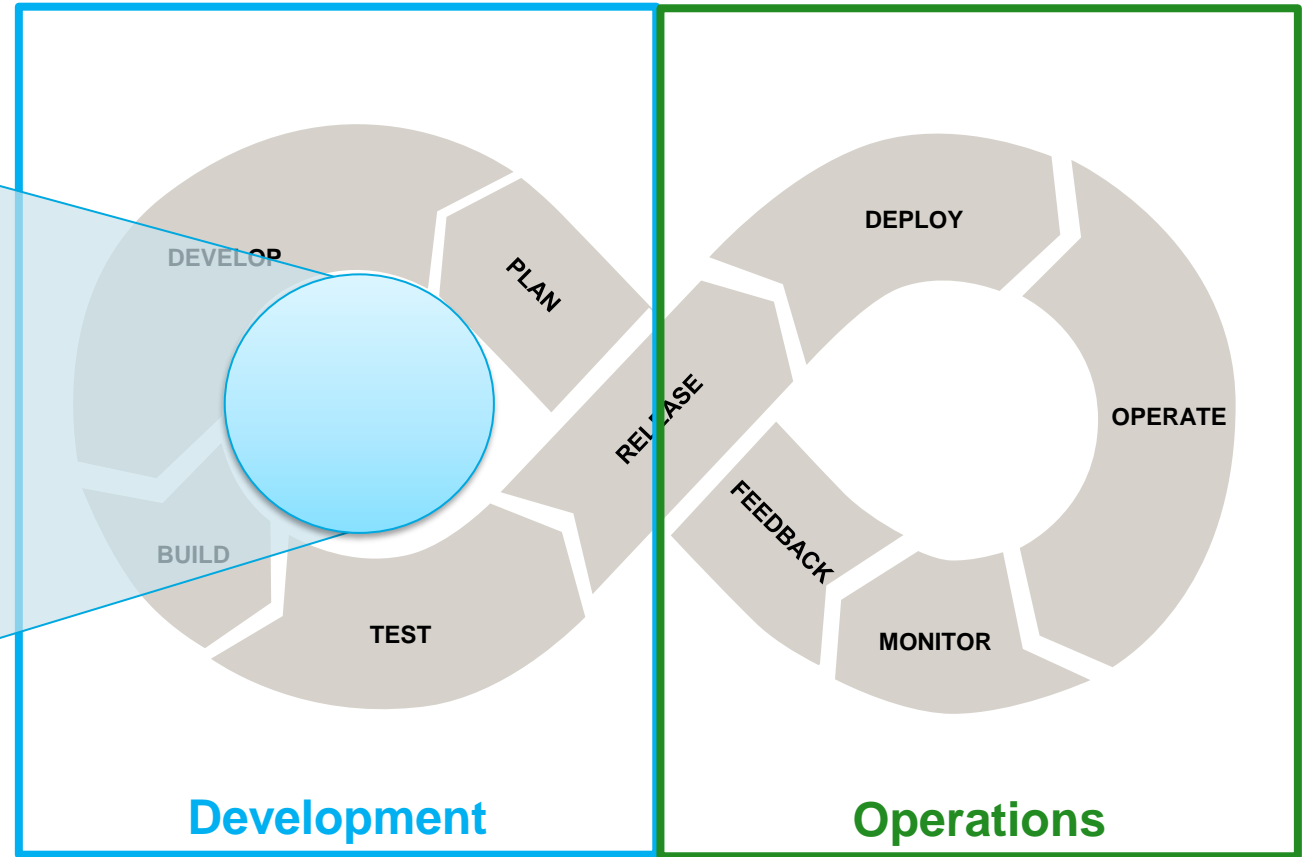 DEVELOP
PLAN
BUILD
TEST
RELEASE
DEPLOY
OPERATE
MONITOR
FEEDBACK
Development
Operations